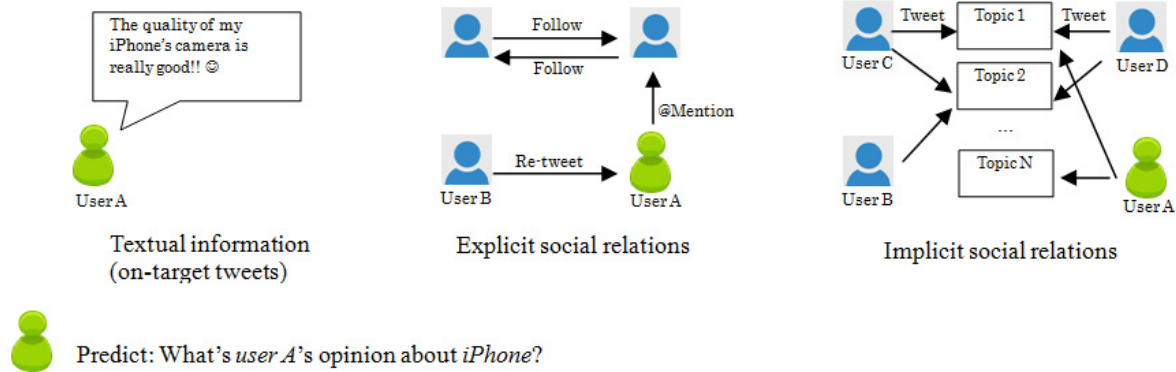 The quality of my
iPhone's camera is
really good!! ☺
User A
Textual information
(on-target tweets)
Follow
Follow
@Mention
Re-tweet
User B
User A
Explicit social relations
Tweet
Topic 1
Tweet
User C
User D
Topic 2
...
Topic N
User B
User A
Implicit social relations
Predict: What's user A's opinion about iPhone?